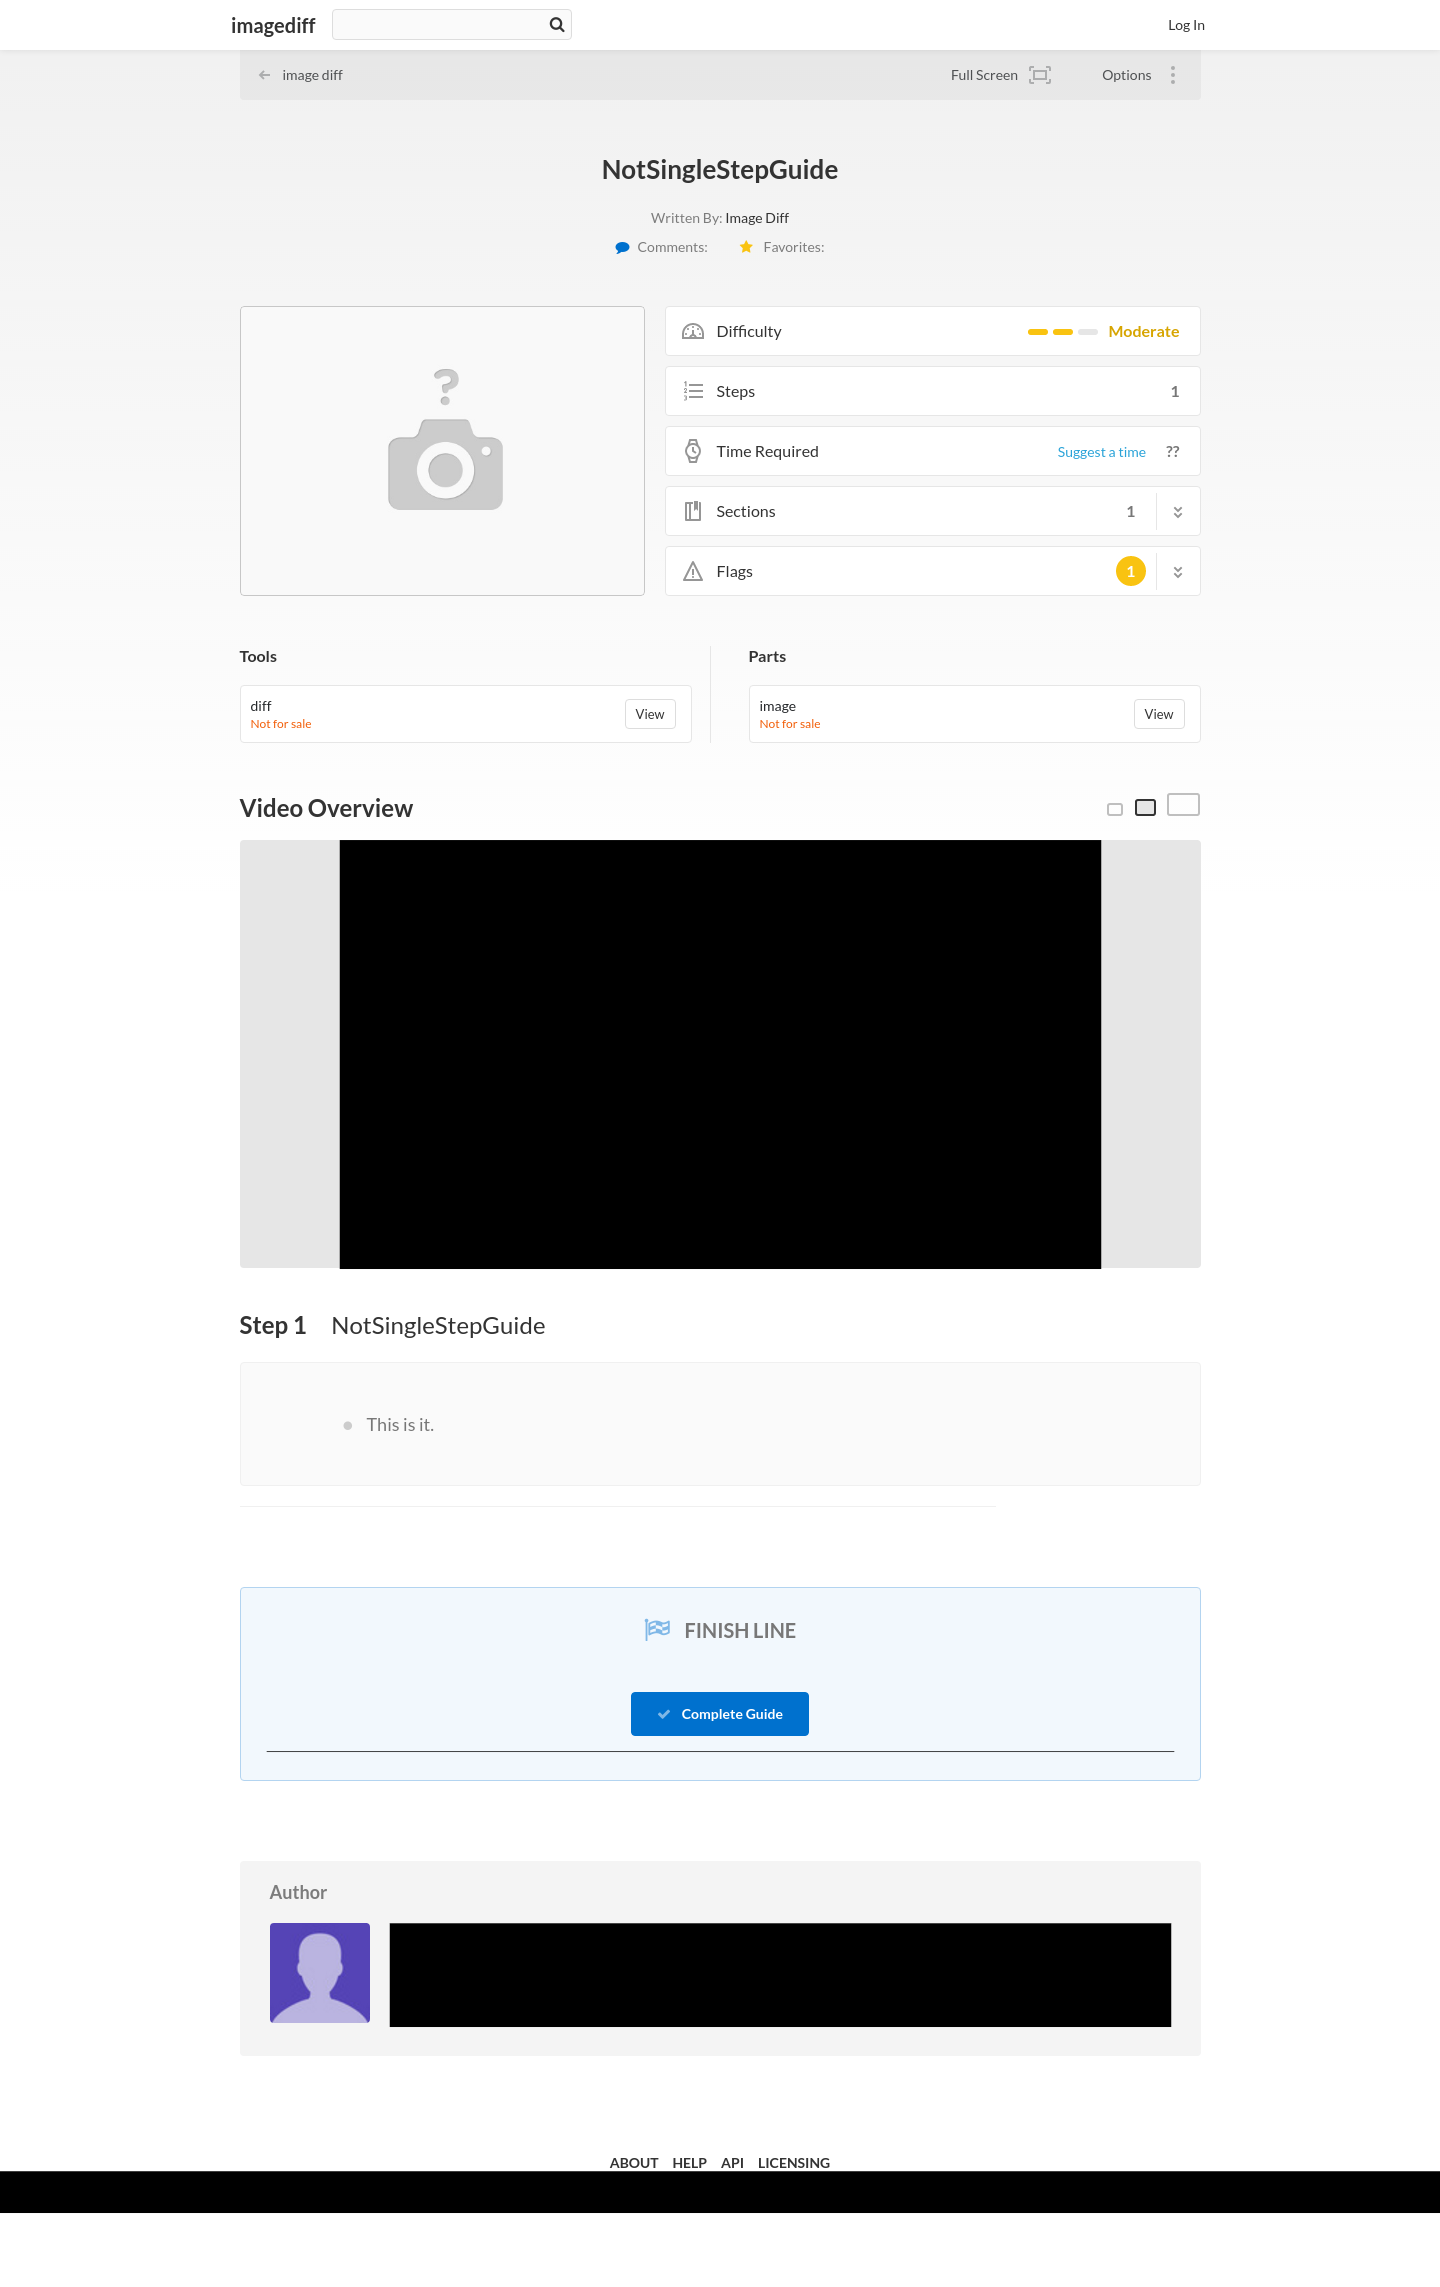 imagediff
Log In
image diff
Full Screen
Options
NotSingleStepGuide
Written By: Image Diff
Comments:
Favorites:
?
Difficulty
Moderate
Steps
1
Time Required
Suggest a time
??
Sections
1
Flags
1
Tools
Parts
diff
Not for sale
View
image
Not for sale
View
Video Overview
Step 1 NotSingleStepGuide
This is it.
FINISH LINE
Complete Guide
Author
ABOUT HELP API LICENSING